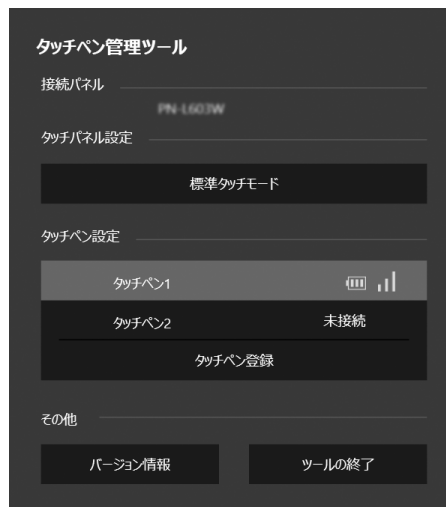 タッチペン管理ツール
接続パネル
PN-L603W
タッチパネル設定
標準タッチモード
タッチペン設定
タッチペン1
タッチペン2 未接続
タッチペン登録
その他
バージョン情報 ツールの終了